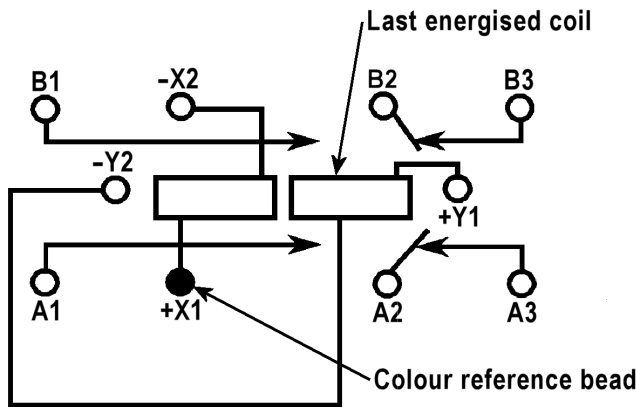 Last energised coil
B1
–X2
B2
B3
–Y2
+Y1
A1
+X1
A2
A3
Colour reference bead